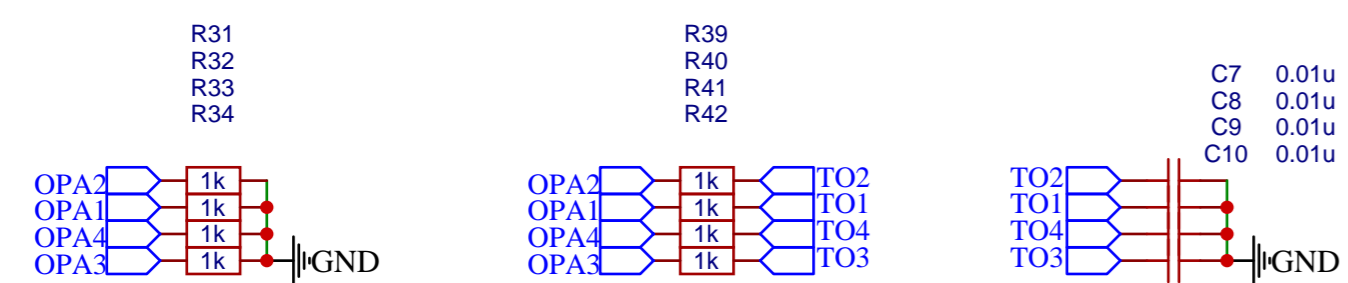 R31
R32
R33
R34
OPA2 1k
OPA1 1k
OPA4 1k
OPA3 1k GND
R39
R40
R41
R42
OPA2 1k TO2
OPA1 1k TO1
OPA4 1k TO4
OPA3 1k TO3
C7 0.01u
C8 0.01u
C9 0.01u
C10 0.01u
TO2
TO1
TO4
TO3 GND